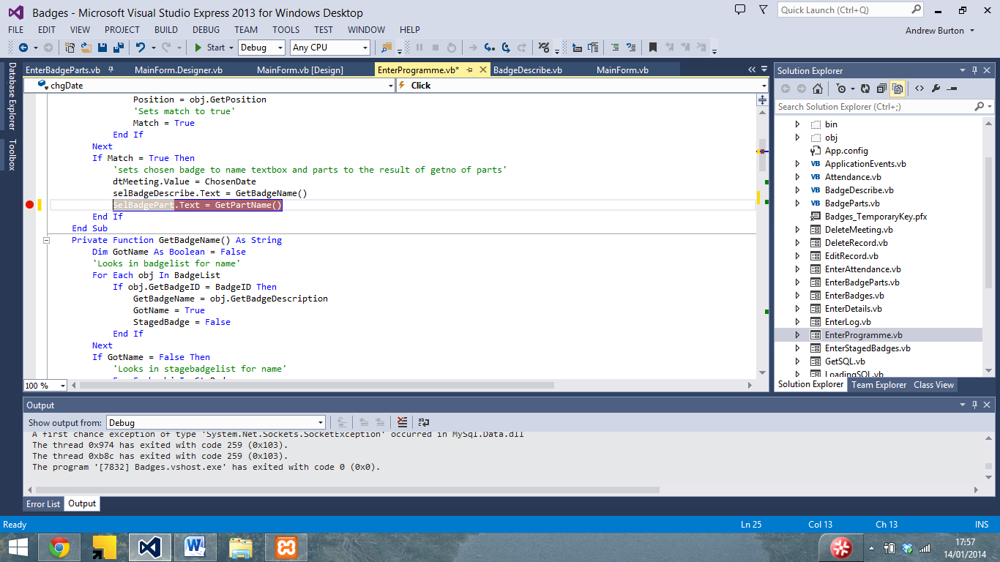 Badges - Microsoft Visual Studio Express 2013 for Windows Desktop
Quick Launch (Ctrl+Q)
FILE EDIT VIEW PROJECT BUILD DEBUG TEAM TOOLS TEST WINDOW HELP
Andrew Burton
Start Debug Any CPU
Database Explorer
Toolbox
EnterBadgeParts.vb MainForm.Designer.vb MainForm.vb [Design] EnterProgramme.vb* BadgeDescribe.vb MainForm.vb
chgDate Click
Position = obj.GetPosition
'Sets match to true'
Match = True
End If
Next
If Match = True Then
'sets chosen badge to name textbox and parts to the result of getno of parts'
dtMeeting.Value = ChosenDate
selBadgeDescribe.Text = GetBadgeName()
SelBadgePart.Text = GetPartName()
End If
End Sub
Private Function GetBadgeName() As String
Dim GotName As Boolean = False
'Looks in badgelist for name'
For Each obj In BadgeList
If obj.GetBadgeID = BadgeID Then
GetBadgeName = obj.GetBadgeDescription
GotName = True
StagedBadge = False
End If
Next
If GotName = False Then
'Looks in stagebadgelist for name'
100 %
Solution Explorer
Search Solution Explorer (Ctrl+;)
bin
obj
App.config
ApplicationEvents.vb
Attendance.vb
BadgeDescribe.vb
BadgeParts.vb
Badges_TemporaryKey.pfx
DeleteMeeting.vb
DeleteRecord.vb
EditRecord.vb
EnterAttendance.vb
EnterBadgeParts.vb
EnterBadges.vb
EnterDetails.vb
EnterLog.vb
EnterProgramme.vb
EnterStagedBadges.vb
GetSQL.vb
LoadingSQL.vb
Solution Explorer Team Explorer Class View
Output
Show output from: Debug
A first chance exception of type 'System.Net.Sockets.SocketException' occurred in MySql.Data.dll
The thread 0x974 has exited with code 259 (0x103).
The thread 0xb8c has exited with code 259 (0x103).
The program '[7832] Badges.vshost.exe' has exited with code 0 (0x0).
Error List Output
Ready Ln 25 Col 13 Ch 13 INS
17:57
14/01/2014